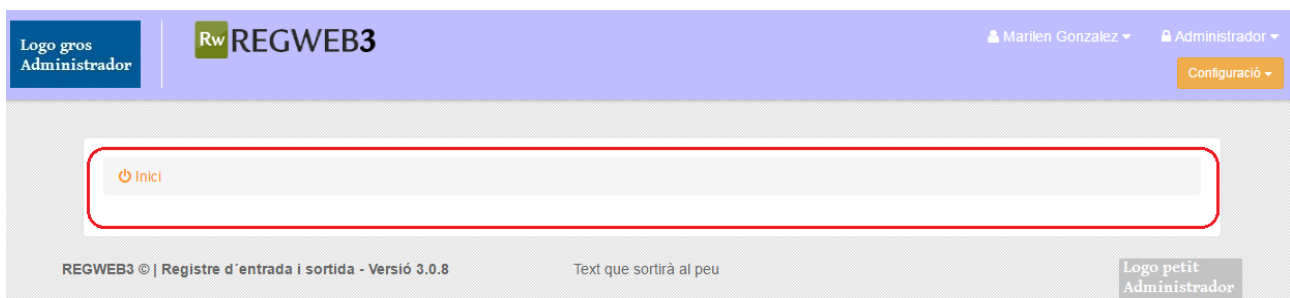 Logo gros
Administrador
Rw REGWEB3
Marilen Gonzalez
Administrador
Configuració
Inici
REGWEB3 © | Registre d´entrada i sortida - Versió 3.0.8
Text que sortirà al peu
Logo petit
Administrador